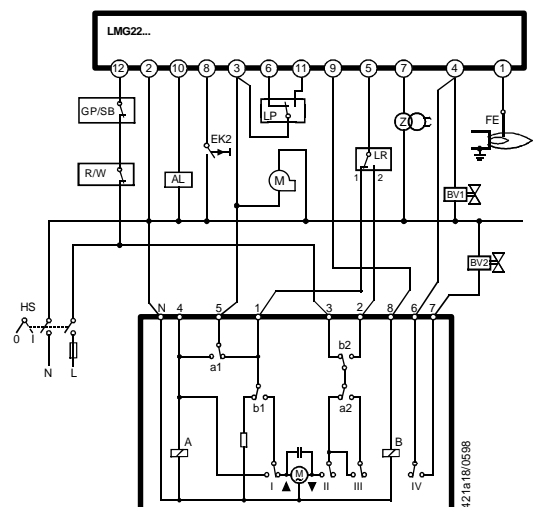 LMG22...
12 2 10 8 3 6 11 9 5 7 4 1
GP/SB
EK2
LP
Z
FE
R/W
AL
M
LR
1 2
BV1
BV2
HS
0 I
N L
N 4 5 1 3 2 8 6 7
a1
b2
b1
a2
A
M
B
I II III IV
421a18/0598